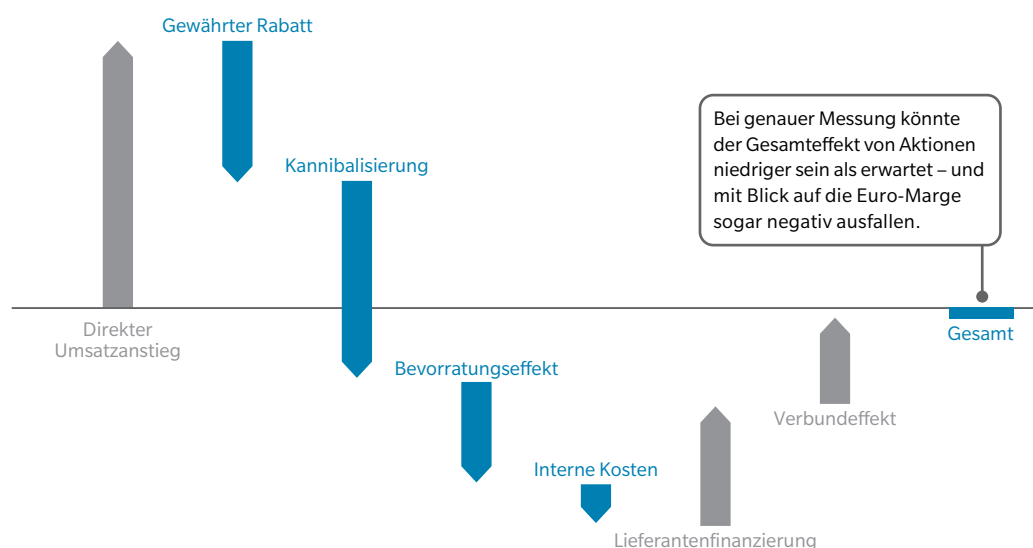 Gewährter Rabatt
Kannibalisierung
Bei genauer Messung könnte
der Gesamteffekt von Aktionen
niedriger sein als erwartet – und
mit Blick auf die Euro-Marge
sogar negativ ausfallen.
Direkter
Umsatzanstieg
Gesamt
Bevorratungseffekt
Verbundeffekt
Interne Kosten
Lieferantenfinanzierung